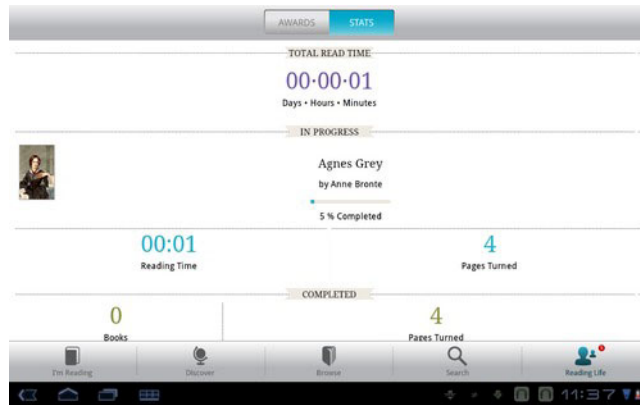 AWARDS STATS
TOTAL READ TIME
00·00·01
Days • Hours • Minutes
IN PROGRESS
Agnes Grey
by Anne Bronte
5 % Completed
00:01 4
Reading Time Pages Turned
COMPLETED
0 4
Books Pages Turned
I'm Reading Discover Browse Search Reading Life
11:37